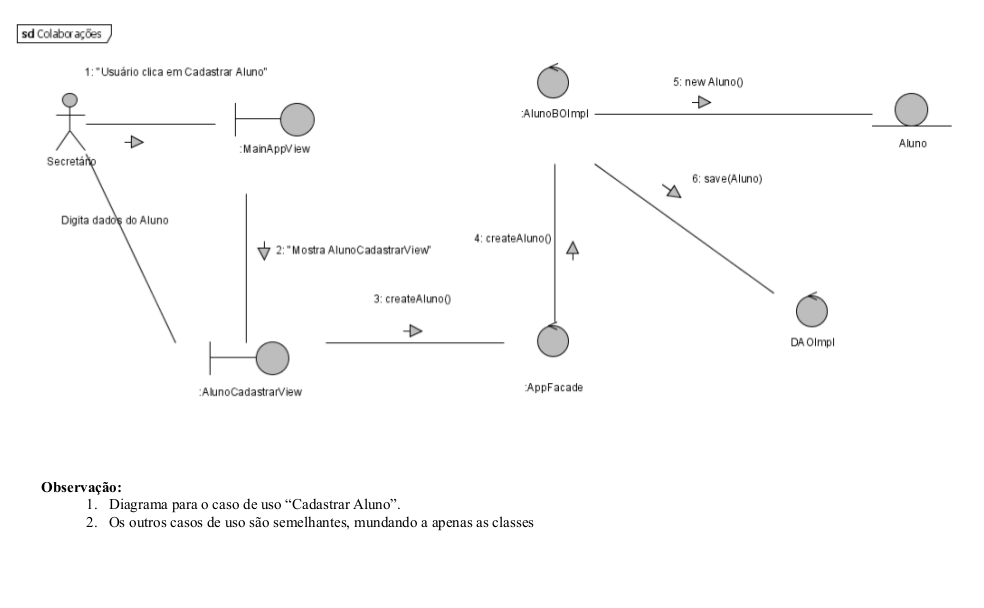 sd Colaborações
1: "Usuário clica em Cadastrar Aluno"
5: new Aluno()
:AlunoBOImpl
Aluno
:MainAppView
Secretáño
6: save(Aluno)
Digita dados do Aluno
4: createAluno()
2: "Mostra AlunoCadastrarView"
3: createAluno()
DAOImpl
:AlunoCadastrarView
:AppFacade
Observação:
1. Diagrama para o caso de uso “Cadastrar Aluno”.
2. Os outros casos de uso são semelhantes, mundando a apenas as classes